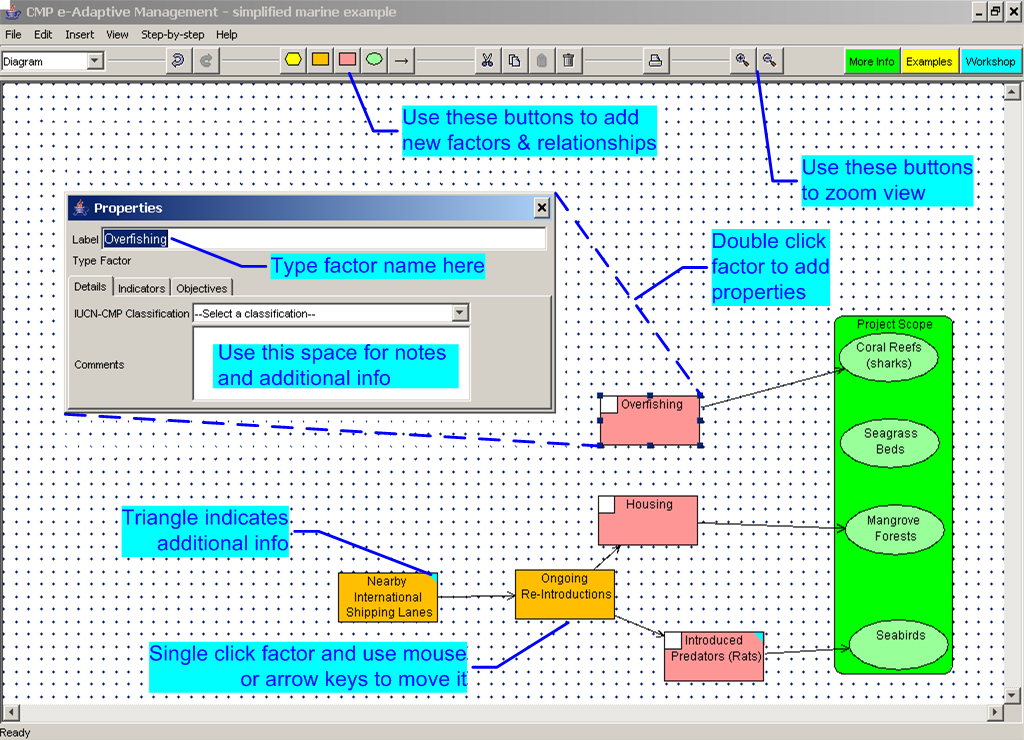 CMP e-Adaptive Management - simplified marine example
File Edit Insert View Step-by-step Help
Diagram
More Info Examples Workshop
Use these buttons to add
new factors & relationships
Use these buttons
to zoom view
Properties
Label Overfishing
Type factor name here
Type Factor
Details Indicators Objectives
IUCN-CMP Classification --Select a classification--
Comments
Use this space for notes
and additional info
Double click
factor to add
properties
Project Scope
Coral Reefs
(sharks)
Overfishing
Seagrass
Beds
Housing
Mangrove
Forests
Triangle indicates
additional info
Nearby
International
Shipping Lanes
Ongoing
Re-Introductions
Introduced
Predators (Rats)
Seabirds
Single click factor and use mouse
or arrow keys to move it
Ready